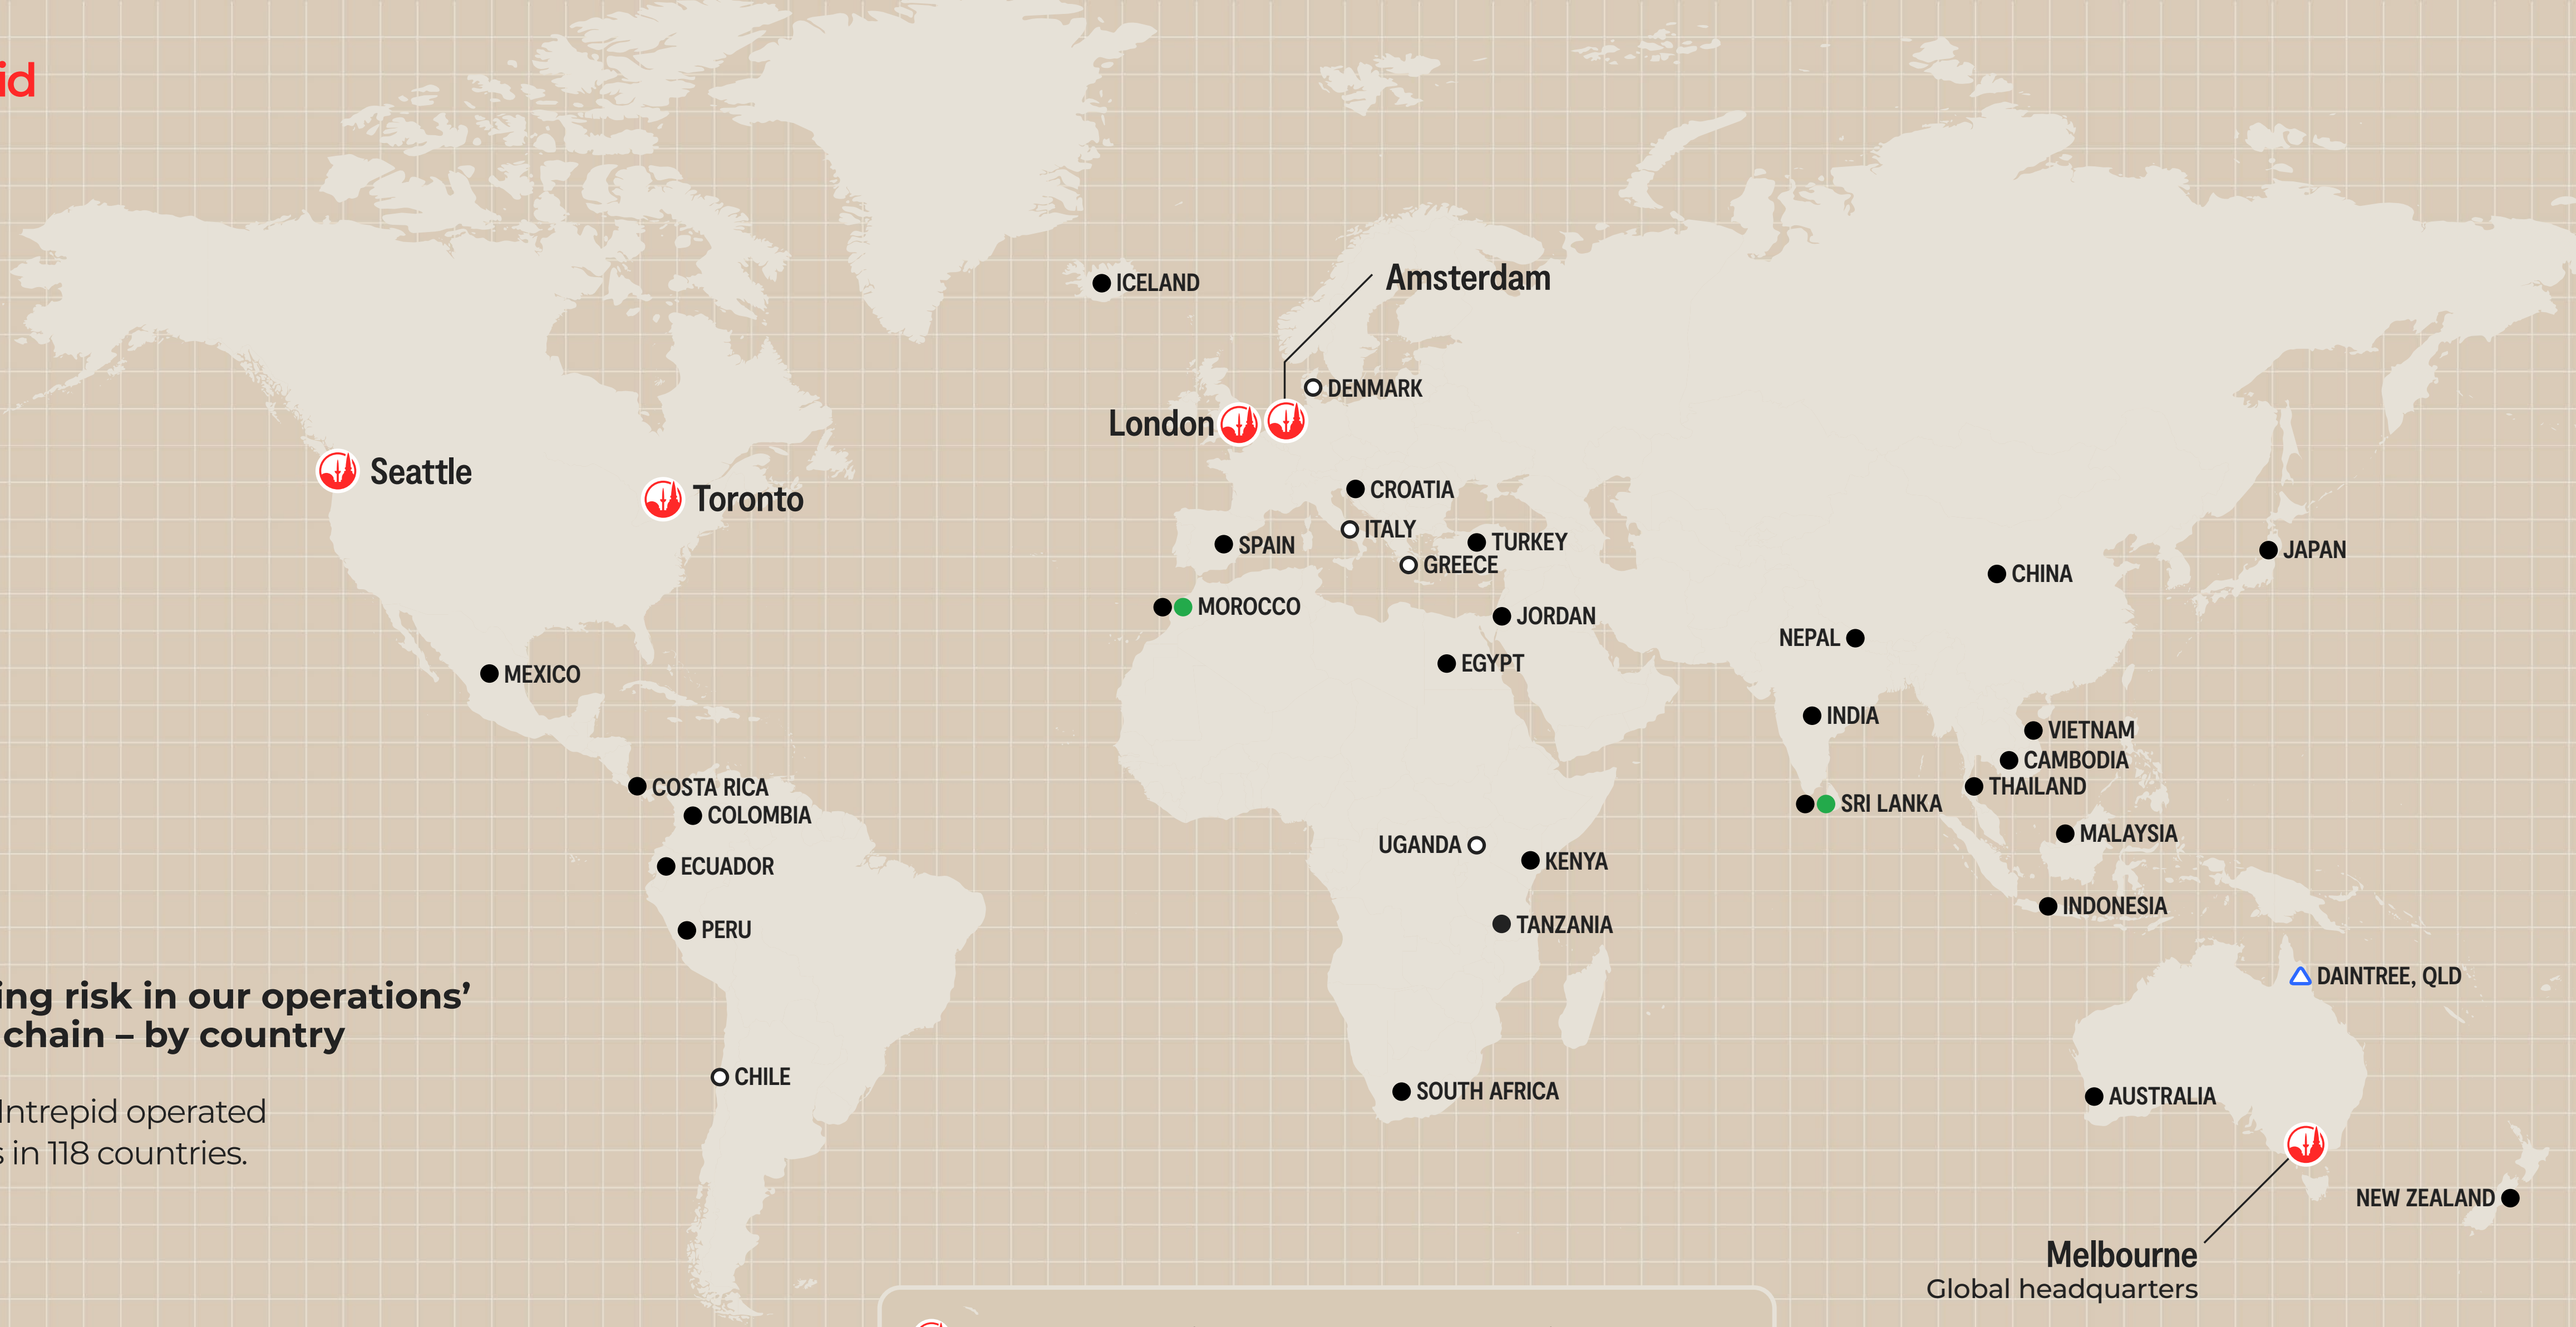 id
ICELAND
Amsterdam
DENMARK
London
Seattle
Toronto
CROATIA
ITALY
SPAIN
TURKEY
GREECE
JAPAN
CHINA
MOROCCO
JORDAN
NEPAL
EGYPT
MEXICO
INDIA
VIETNAM
CAMBODIA
COSTA RICA
THAILAND
COLOMBIA
SRI LANKA
MALAYSIA
UGANDA
KENYA
ECUADOR
INDONESIA
TANZANIA
PERU
DAINTREE, QLD
ing risk in our operations’
chain – by country
CHILE
SOUTH AFRICA
AUSTRALIA
Intrepid operated
s in 118 countries.
NEW ZEALAND
Melbourne
Global headquarters